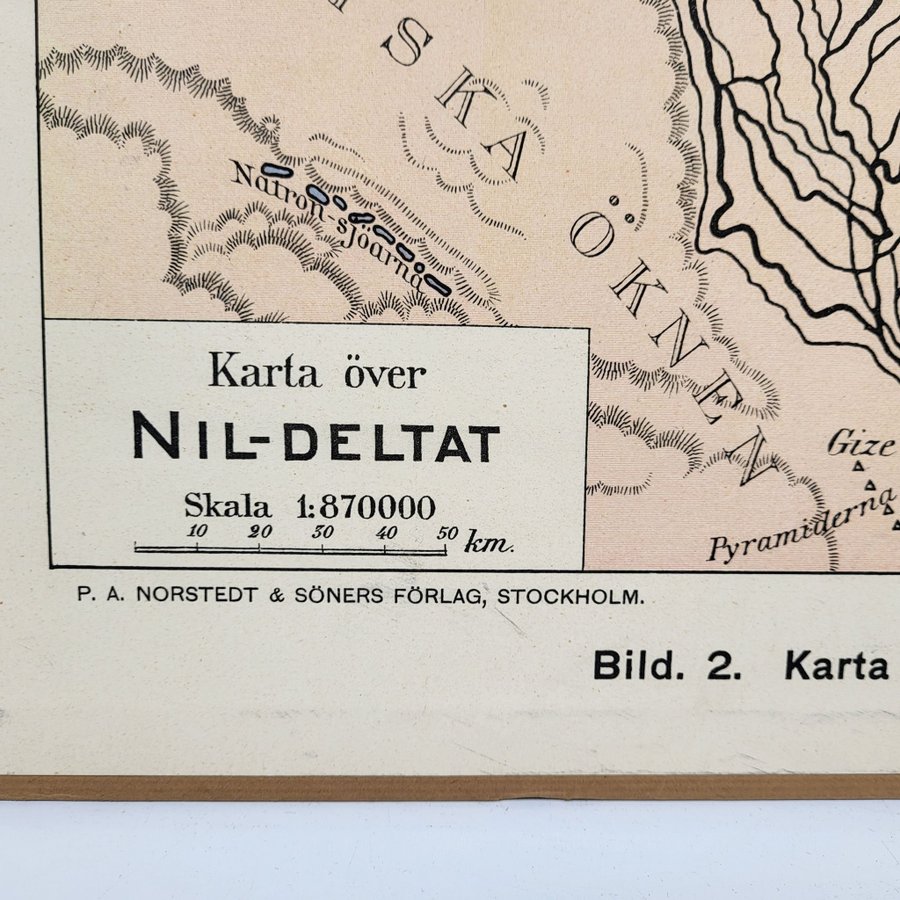 SKA
ÖKNEN
Natron-sjöarna
Karta över
NIL-DELTAT
Skala 1:870000
10 20 30 40 50 km.
Gize
Pyramiderna
P. A. NORSTEDT & SÖNERS FÖRLAG, STOCKHOLM.
Bild. 2. Karta